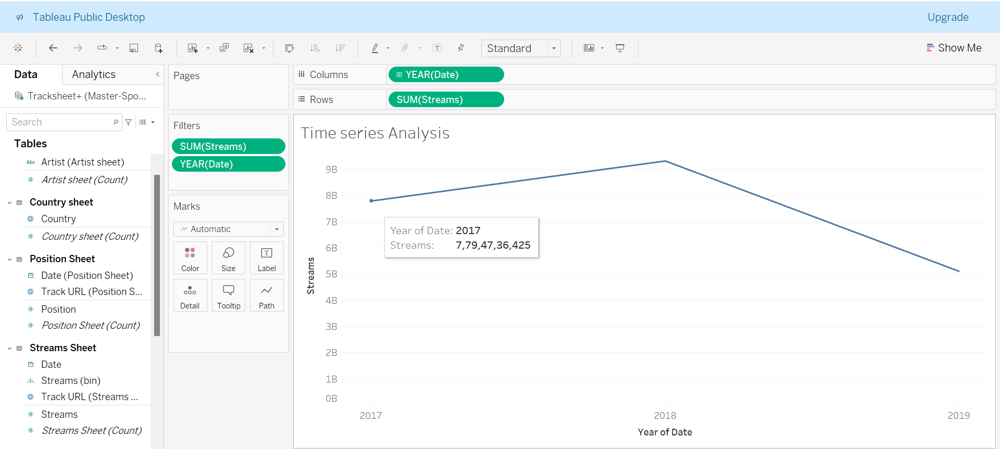 Tableau Public Desktop
Upgrade
Standard
Show Me
Data
Analytics
Tracksheet+ (Master-Spo...
Search
Tables
Abc Artist (Artist sheet)
# Artist sheet (Count)
Country sheet
Country
# Country sheet (Count)
Position Sheet
Date (Position Sheet)
Track URL (Position S...
# Position
# Position Sheet (Count)
Streams Sheet
Date
Streams (bin)
Track URL (Streams ...
# Streams
# Streams Sheet (Count)
Pages
Filters
SUM(Streams)
YEAR(Date)
Marks
Automatic
Color
Size
T
Label
Detail
Tooltip
Path
Columns
YEAR(Date)
Rows
SUM(Streams)
Time series Analysis
9B
8B
7B
6B
5B
4B
3B
2B
1B
0B
Streams
Year of Date: 2017
Streams: 7,79,47,36,425
2017
2018
2019
Year of Date